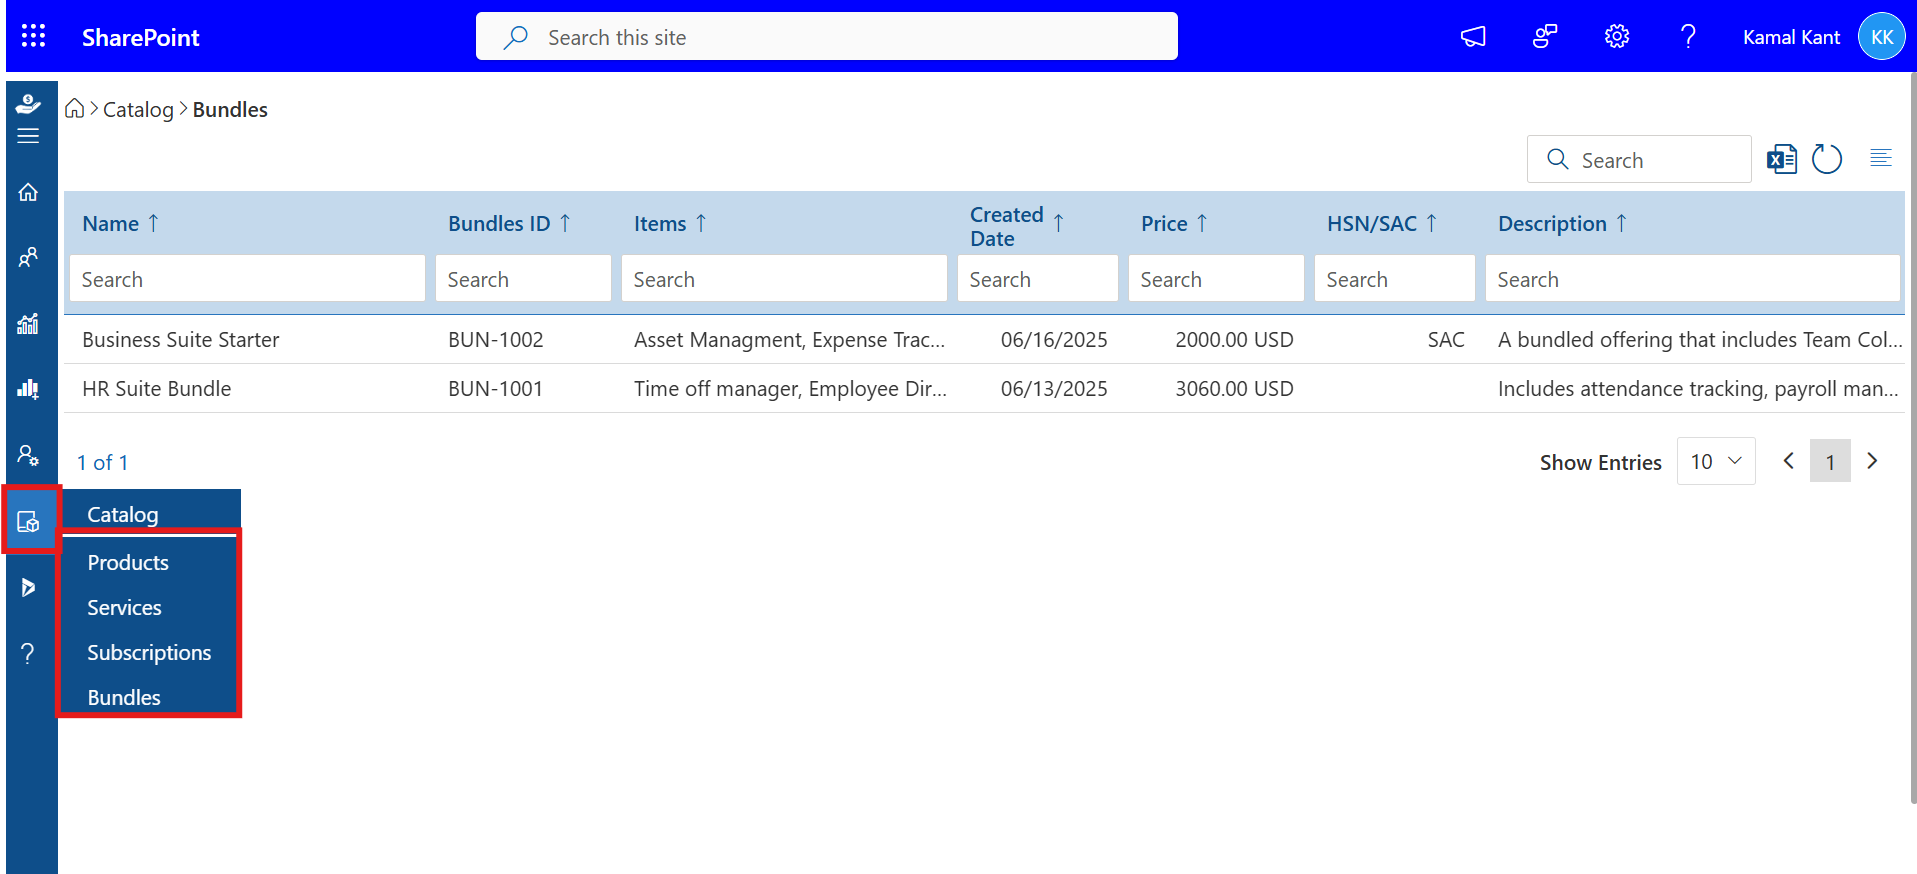 SharePoint
Search this site
Kamal Kant
KK
Catalog
Bundles
Search
Name ↑ Bundles ID ↑ Items ↑ Created Date ↑ Price ↑ HSN/SAC ↑ Description ↑
Search Search Search Search Search Search Search
Business Suite Starter BUN-1002 Asset Managment, Expense Trac... 06/16/2025 2000.00 USD SAC A bundled offering that includes Team Col...
HR Suite Bundle BUN-1001 Time off manager, Employee Dir... 06/13/2025 3060.00 USD Includes attendance tracking, payroll man...
1 of 1
Show Entries 10 1
Catalog
Products
Services
Subscriptions
Bundles